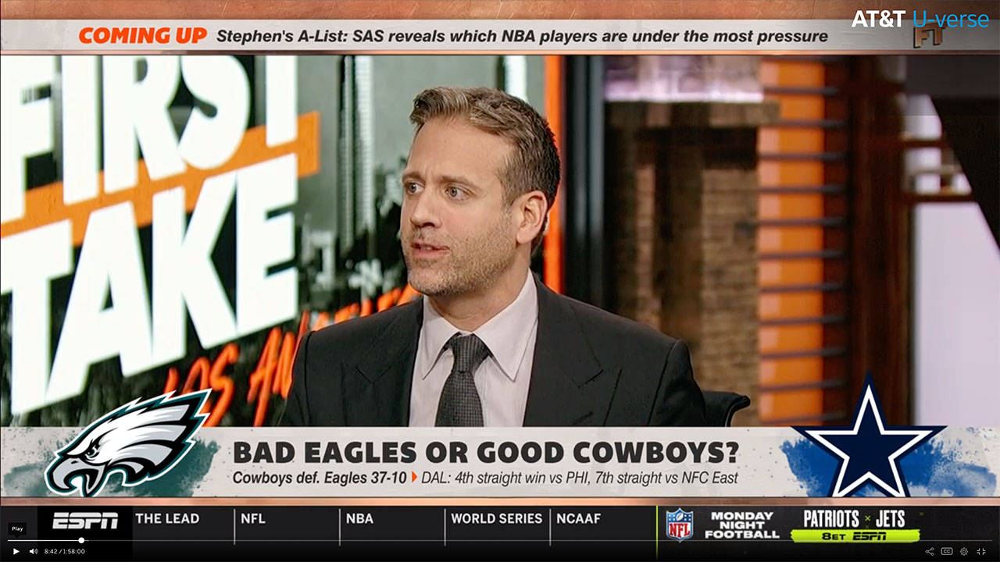 AT&T U-verse
COMING UP Stephen's A-List: SAS reveals which NBA players are under the most pressure
FT
FIRST
TAKE
LOS ANGELES
BAD EAGLES OR GOOD COWBOYS?
Cowboys def. Eagles 37-10 DAL: 4th straight win vs PHI, 7th straight vs NFC East
ESPN THE LEAD NFL NBA WORLD SERIES NCAAF
NFL
MONDAY
NIGHT
FOOTBALL
PATRIOTS × JETS
8ET ESPN
Play
8:42 / 1:58:00
CC